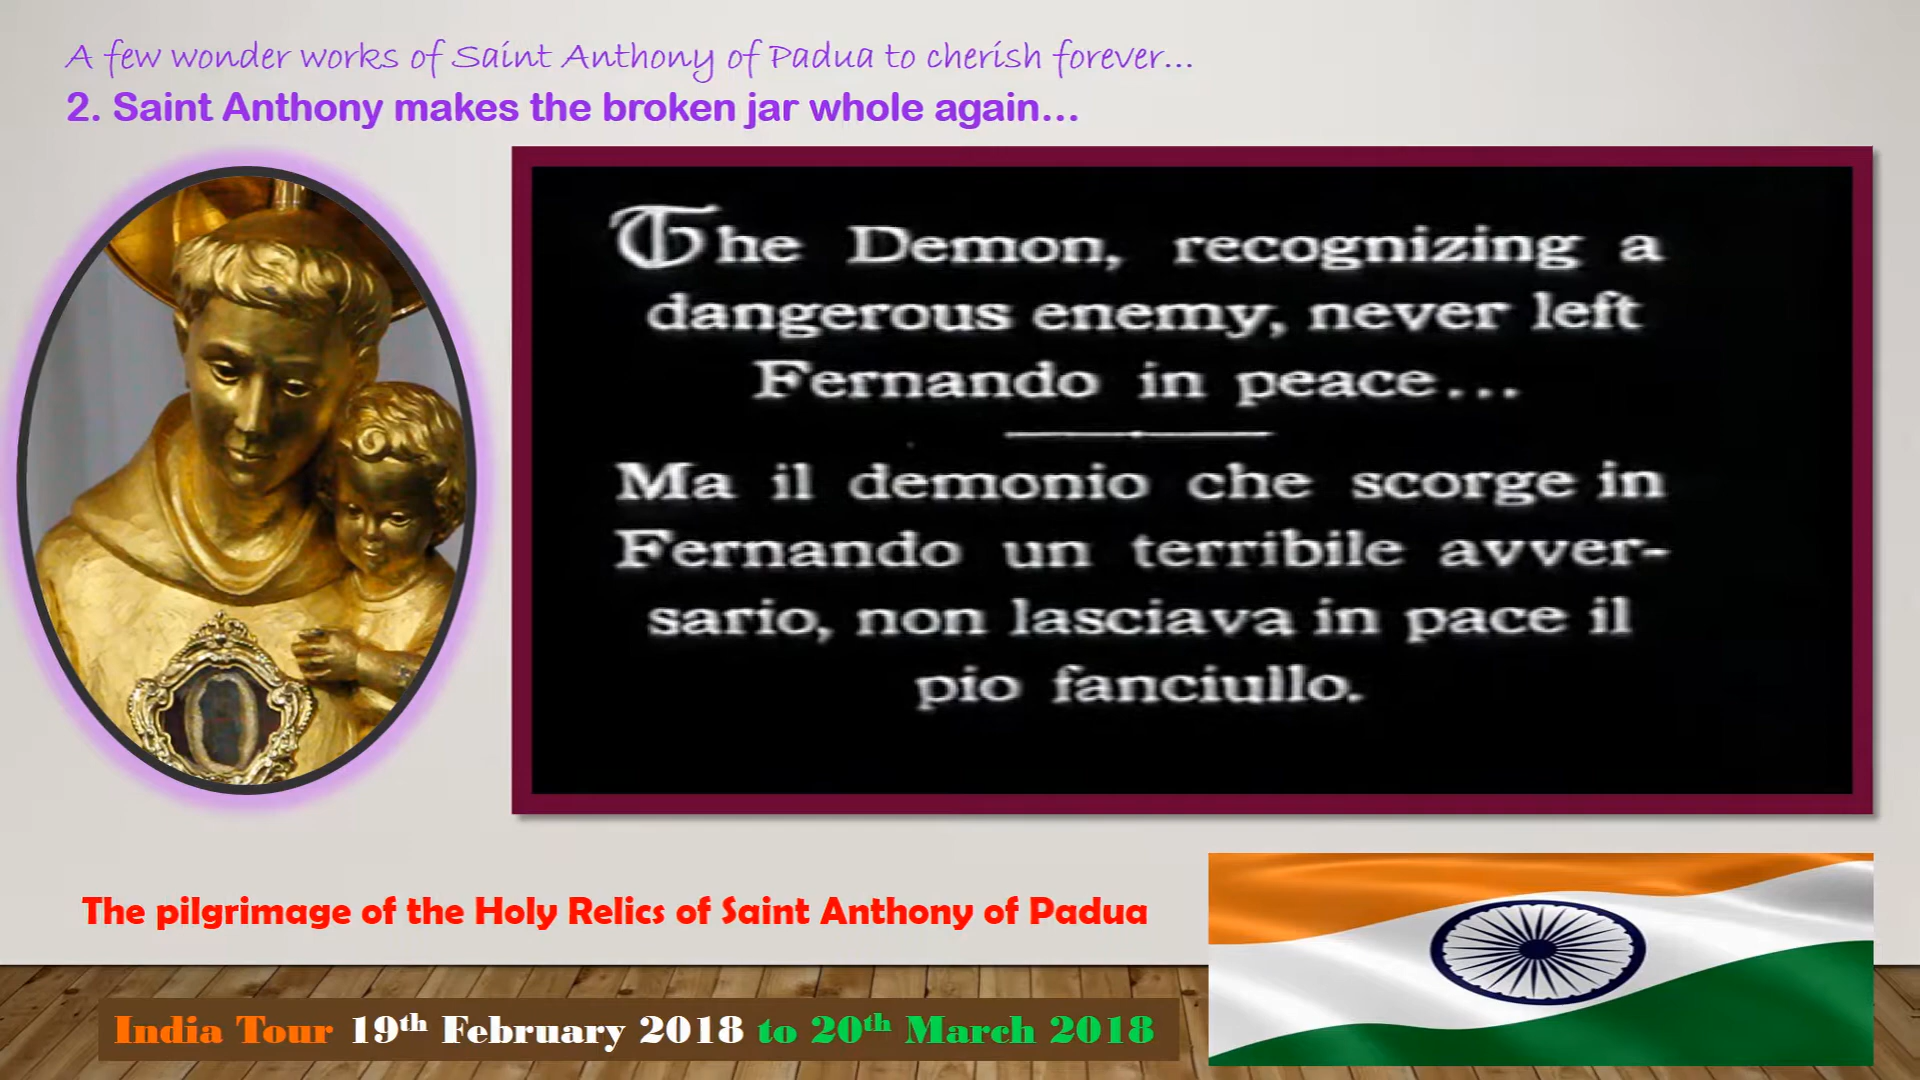 A few wonder works of Saint Anthony of Padua to cherish forever...
2. Saint Anthony makes the broken jar whole again...
The Demon, recognizing a
dangerous enemy, never left
Fernando in peace...
Ma il demonio che scorge in
Fernando un terribile avver-
sario, non lasciava in pace il
pio fanciullo.
The pilgrimage of the Holy Relics of Saint Anthony of Padua
India Tour 19th February 2018 to 20th March 2018